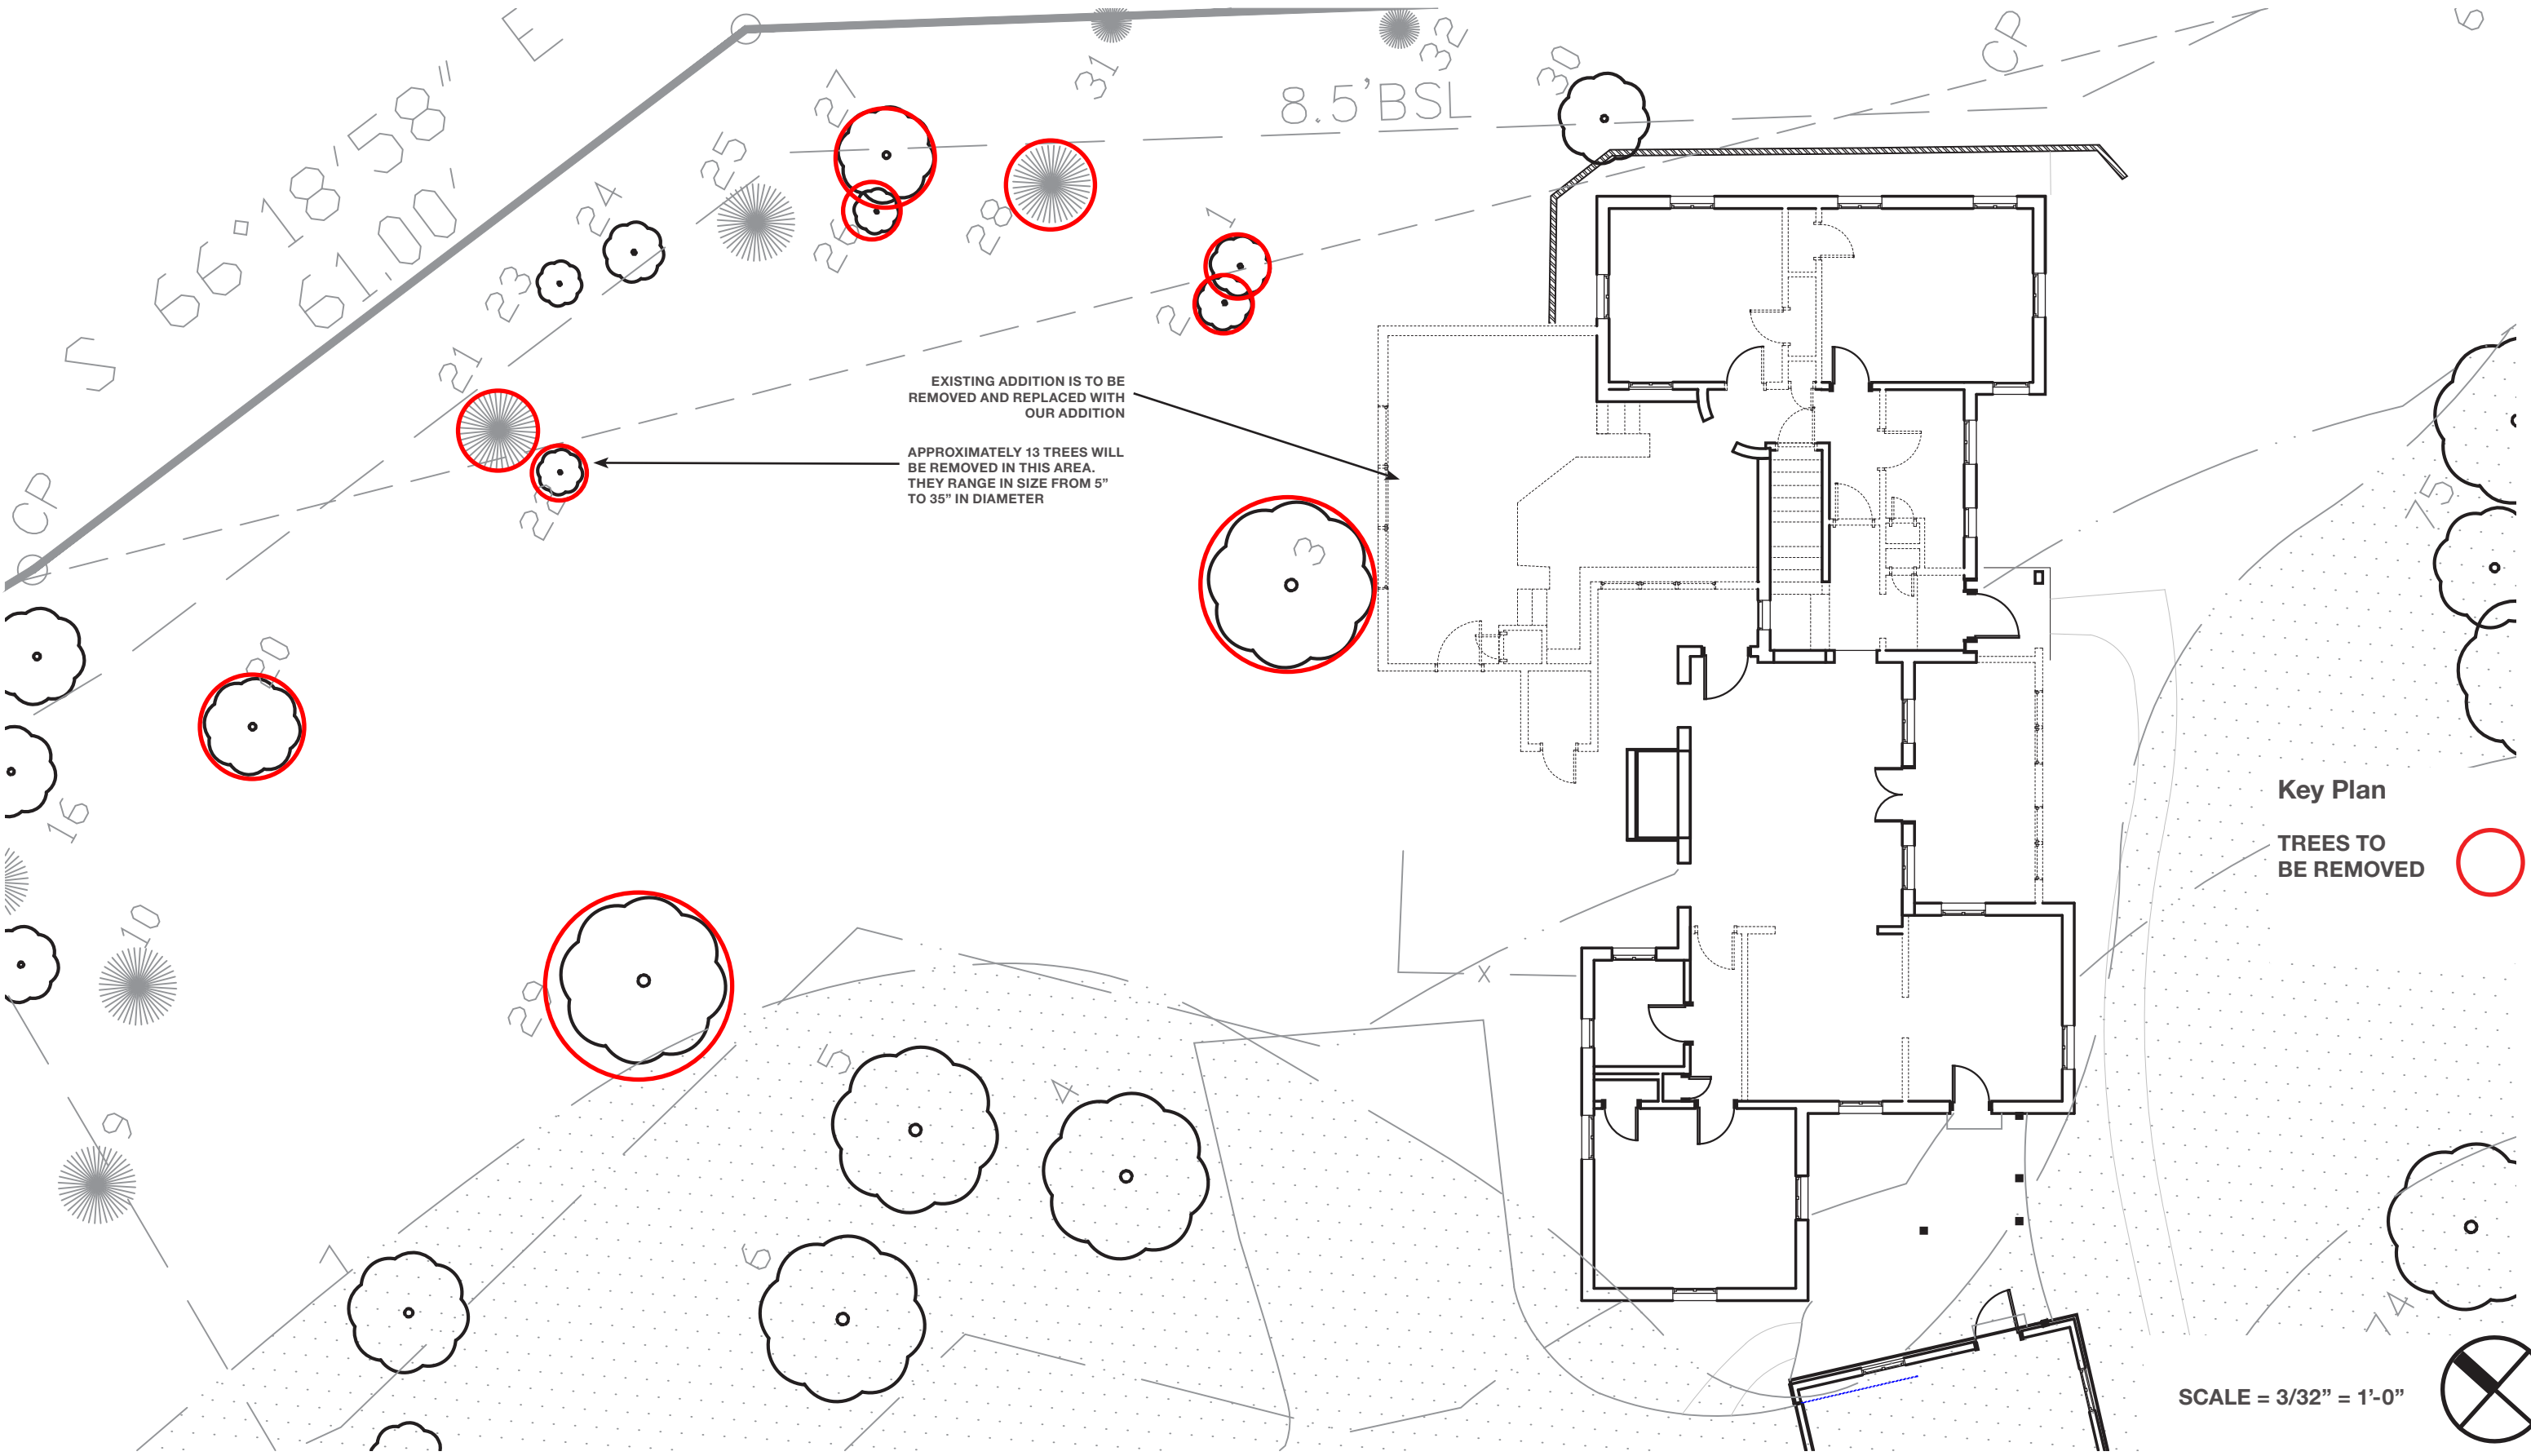 S 66°18'58" E
61.00'
CP
CP
8.5'BSL
27
31
32
30
25
24
23
26
28
1
2
21
22
20
3
EXISTING ADDITION IS TO BE
REMOVED AND REPLACED WITH
OUR ADDITION
APPROXIMATELY 13 TREES WILL
BE REMOVED IN THIS AREA.
THEY RANGE IN SIZE FROM 5”
TO 35” IN DIAMETER
75
16
10
29
9
5
4
6
7
X
74
Key Plan
TREES TO
BE REMOVED
SCALE = 3/32” = 1’-0”